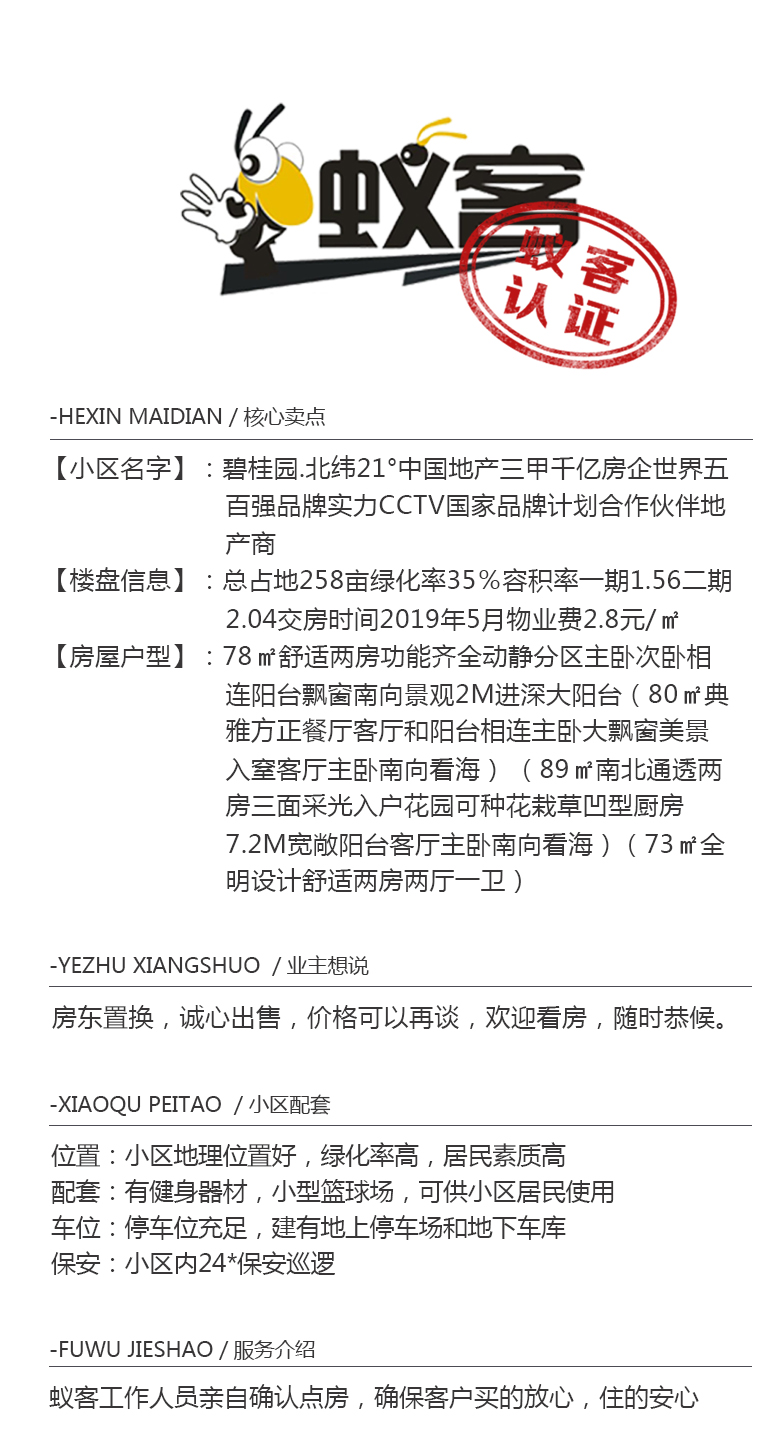 蚁客
蚁客
认证
-HEXIN MAIDIAN / 核心卖点
【小区名字】：碧桂园.北纬21°中国地产三甲千亿房企世界五
百强品牌实力CCTV国家品牌计划合作伙伴地
产商
【楼盘信息】：总占地258亩绿化率35%容积率一期1.56二期
2.04交房时间2019年5月物业费2.8元/㎡
【房屋户型】：78㎡舒适两房功能齐全动静分区主卧次卧相
连阳台飘窗南向景观2M进深大阳台（80㎡典
雅方正餐厅客厅和阳台相连主卧大飘窗美景
入窒客厅主卧南向看海）（89㎡南北通透两
房三面采光入户花园可种花栽草凹型厨房
7.2M宽敞阳台客厅主卧南向看海）（73㎡全
明设计舒适两房两厅一卫）
-YEZHU XIANGSHUO / 业主想说
房东置换，诚心出售，价格可以再谈，欢迎看房，随时恭候。
-XIAOQU PEITAO / 小区配套
位置：小区地理位置好，绿化率高，居民素质高
配套：有健身器材，小型篮球场，可供小区居民使用
车位：停车位充足，建有地上停车场和地下车库
保安：小区内24*保安巡逻
-FUWU JIESHAO / 服务介绍
蚁客工作人员亲自确认点房，确保客户买的放心，住的安心